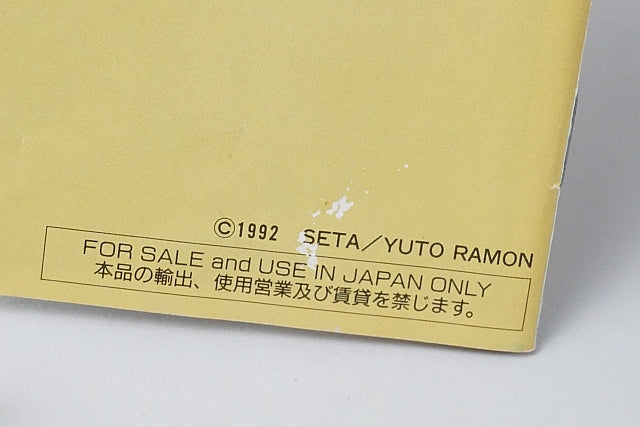 ©1992 SETA/YUTO RAMON
FOR SALE and USE IN JAPAN ONLY
本品の輸出、使用営業及び賃貸を禁じます。